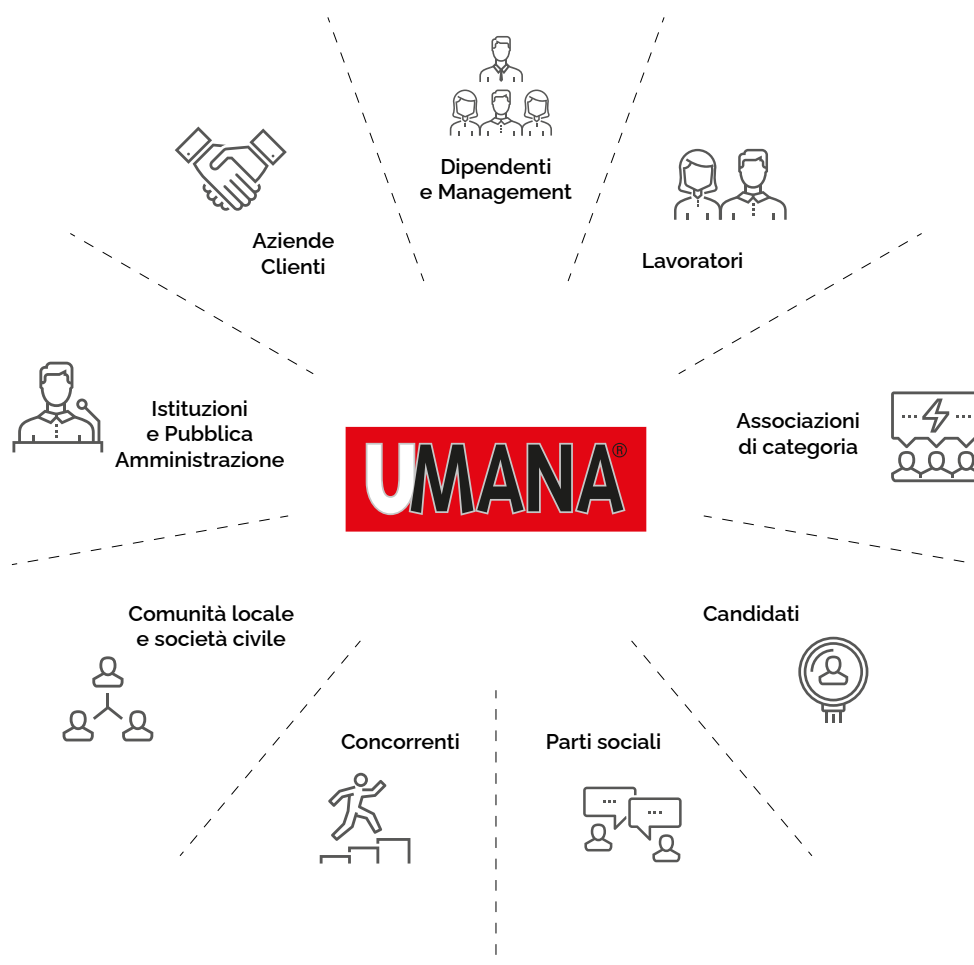 Dipendenti
e Management
Aziende
Clienti
Lavoratori
Istituzioni
e Pubblica
Amministrazione
Associazioni
di categoria
UMANA®
Comunità locale
e società civile
Candidati
Concorrenti
Parti sociali